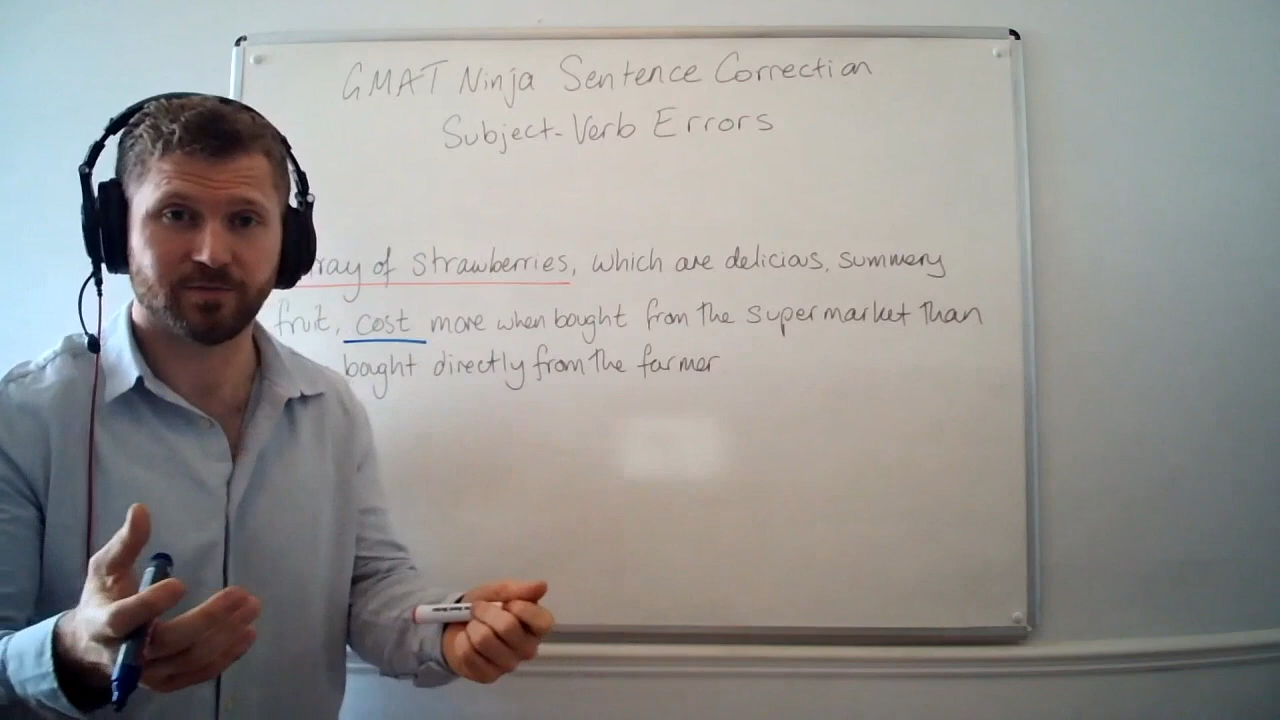 GMAT Ninja Sentence Correction
Subject-Verb Errors
of strawberries, which are delicious, summery
fruit, cost more when bought from the supermarket than
bought directly from the farmer